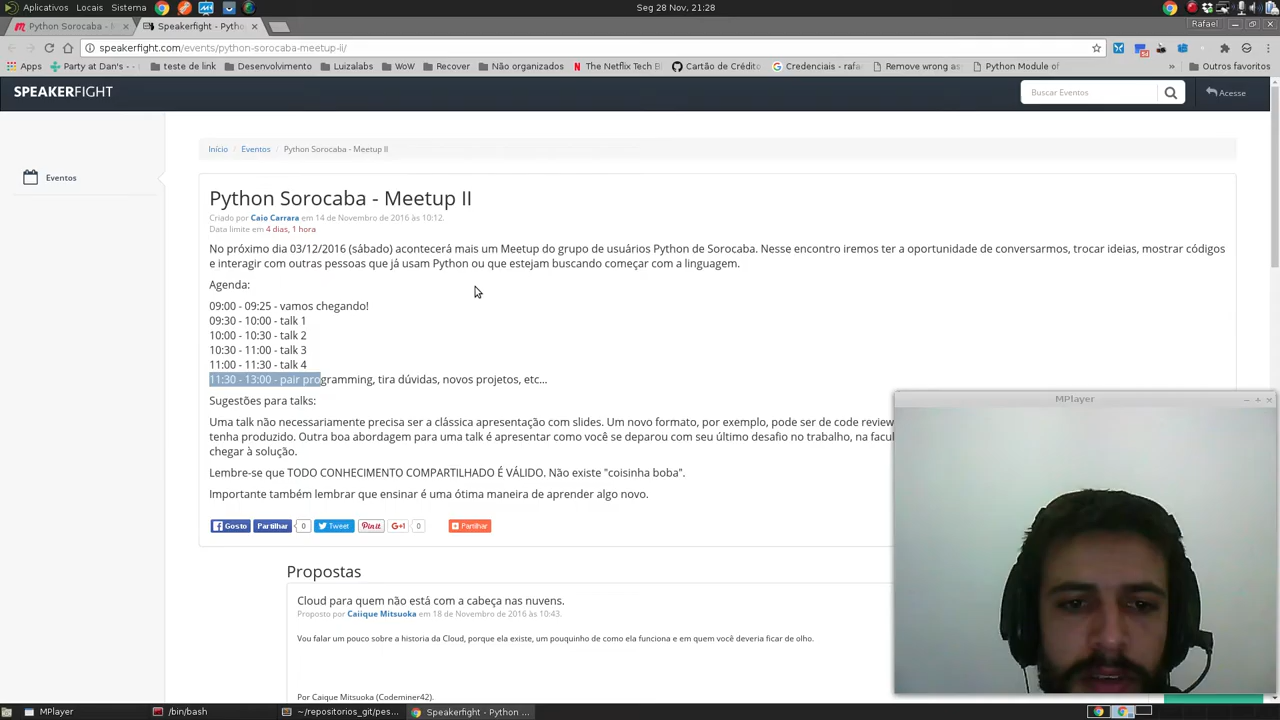 Aplicativos Locais Sistema
Seg 28 Nov, 21:28
Python Sorocaba - M
Speakerfight - Pytho
Rafael
speakerfight.com/events/python-sorocaba-meetup-ii/
Apps Party at Dan's - teste de link Desenvolvimento Luizalabs WoW Recover Não organizados The Netflix Tech B Cartão de Crédito Credenciais - rafa Remove wrong as Python Module of » Outros favoritos
SPEAKERFIGHT
Buscar Eventos
Acesse
Eventos
Início / Eventos / Python Sorocaba - Meetup II
Python Sorocaba - Meetup II
Criado por Caio Carrara em 14 de Novembro de 2016 às 10:12.
Data limite em 4 dias, 1 hora
No próximo dia 03/12/2016 (sábado) acontecerá mais um Meetup do grupo de usuários Python de Sorocaba. Nesse encontro iremos ter a oportunidade de conversarmos, trocar ideias, mostrar códigos
e interagir com outras pessoas que já usam Python ou que estejam buscando começar com a linguagem.
Agenda:
09:00 - 09:25 - vamos chegando!
09:30 - 10:00 - talk 1
10:00 - 10:30 - talk 2
10:30 - 11:00 - talk 3
11:00 - 11:30 - talk 4
11:30 - 13:00 - pair programming, tira dúvidas, novos projetos, etc...
MPlayer
Sugestões para talks:
Uma talk não necessariamente precisa ser a clássica apresentação com slides. Um novo formato, por exemplo, pode ser de code review
tenha produzido. Outra boa abordagem para uma talk é apresentar como você se deparou com seu último desafio no trabalho, na facul
chegar à solução.
Lembre-se que TODO CONHECIMENTO COMPARTILHADO É VÁLIDO. Não existe "coisinha boba".
Importante também lembrar que ensinar é uma ótima maneira de aprender algo novo.
Gosto Partilhar 0 Tweet Pinit G+1 0 Partilhar
Propostas
Cloud para quem não está com a cabeça nas nuvens.
Proposto por Caiique Mitsuoka em 18 de Novembro de 2016 às 10:43.
Vou falar um pouco sobre a historia da Cloud, porque ela existe, um pouquinho de como ela funciona e em quem você deveria ficar de olho.
Por Caique Mitsuoka (Codeminer42).
MPlayer /bin/bash ~/repositorios_git/pes... Speakerfight - Python ...